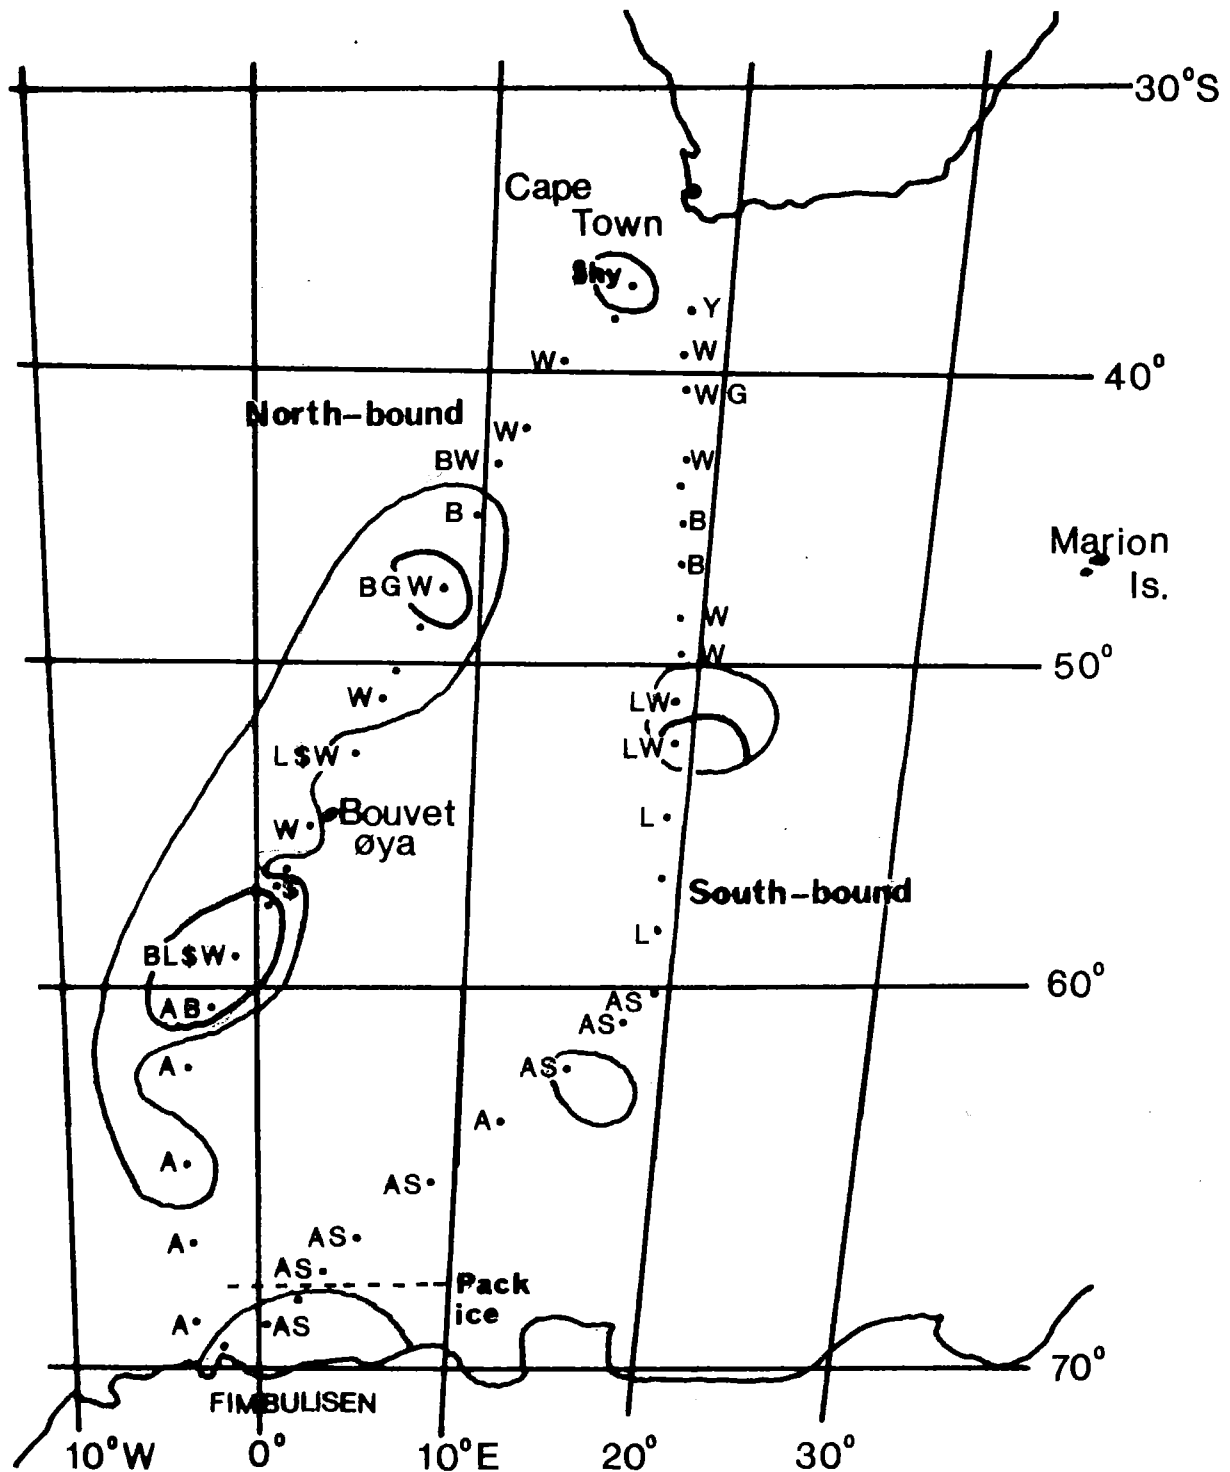 30°S
Cape
Town
Shy
Y
W
W
40°
W G
North-bound
W
BW
W
B
B
Marion
Is.
B
BGW
W
W
50°
W
LW
LW
L$W
Bouvet
øya
W
L
$
South-bound
L
BL$W
60°
AS
AB
AS
A
AS
A
A
AS
A
AS
AS
Pack
ice
A
AS
70°
FIMBULISEN
10°W
0°
10°E
20°
30°